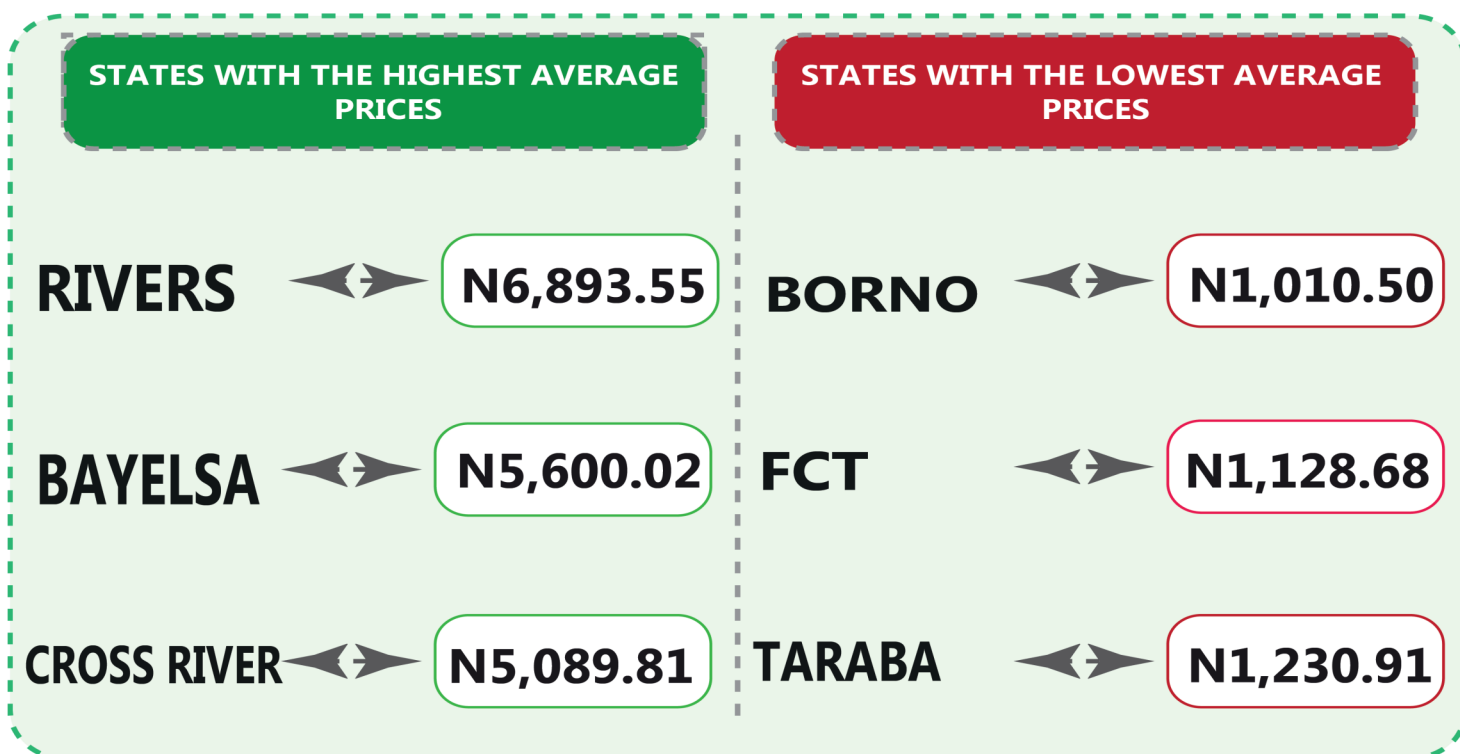 STATES WITH THE HIGHEST AVERAGE
PRICES
RIVERS N6,893.55
BAYELSA N5,600.02
CROSS RIVER N5,089.81
STATES WITH THE LOWEST AVERAGE
PRICES
BORNO N1,010.50
FCT N1,128.68
TARABA N1,230.91